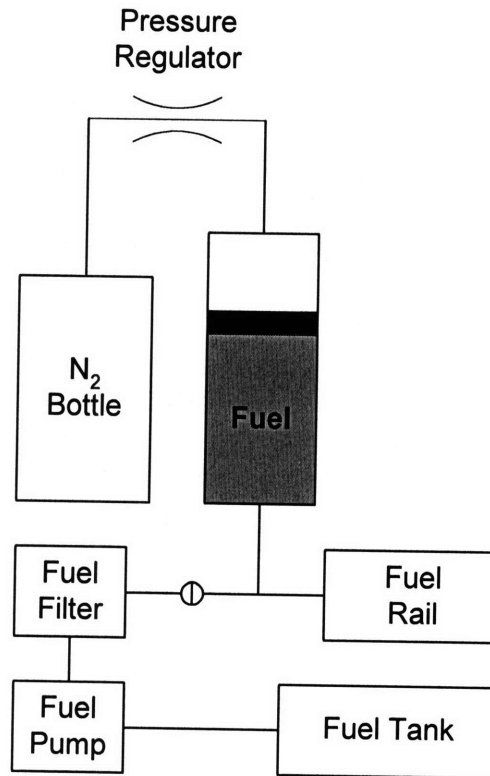 Pressure
Regulator
N₂
Bottle
Fuel
Fuel
Filter
Fuel
Rail
Fuel
Pump
Fuel Tank